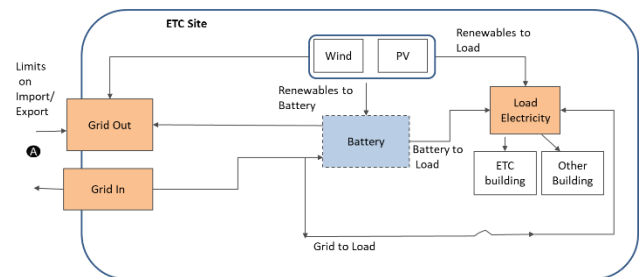 ETC Site
Wind
PV
Renewables to
Load
Limits
on
Import/
Export
Renewables to
Battery
Grid Out
Load
Electricity
A
Battery
Battery to
Load
ETC
building
Other
Building
Grid In
Grid to Load